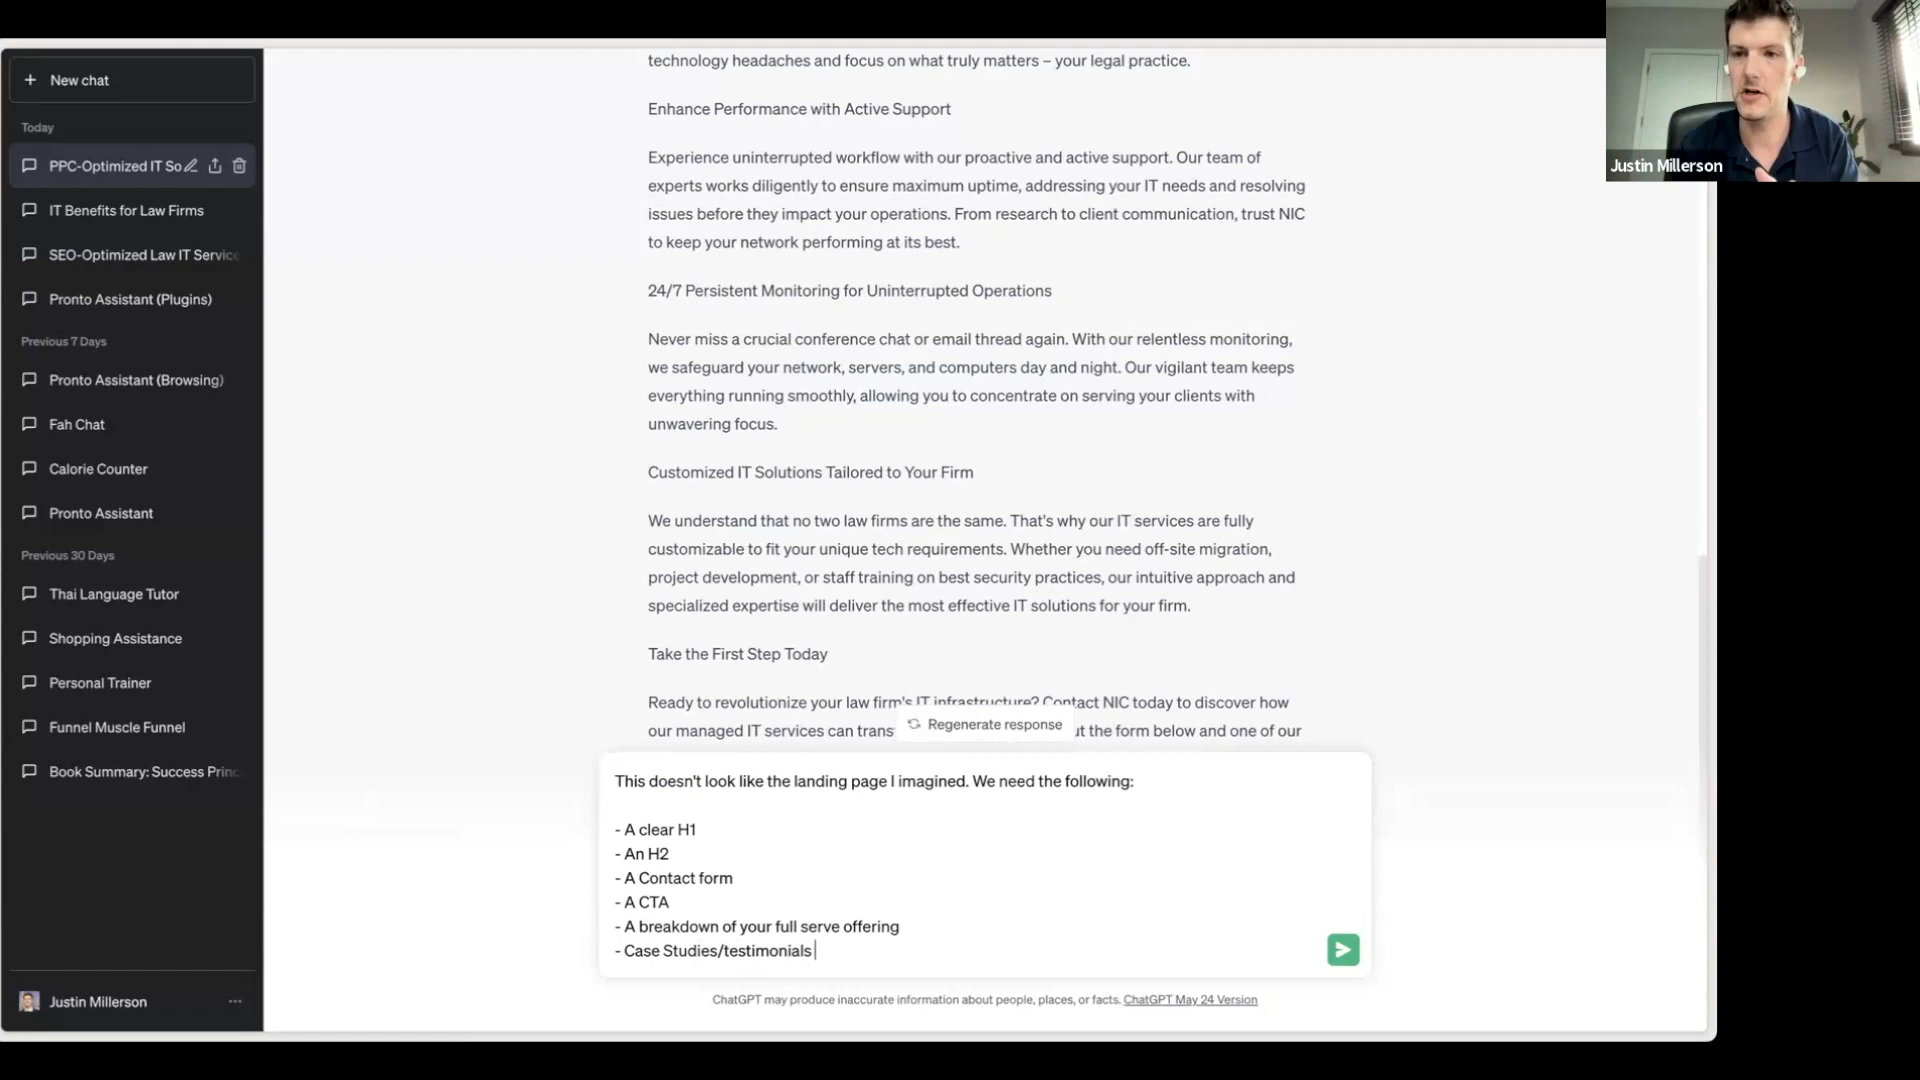 New chat
Today
PPC-Optimized IT So
IT Benefits for Law Firms
SEO-Optimized Law IT Service
Pronto Assistant (Plugins)
Previous 7 Days
Pronto Assistant (Browsing)
Fah Chat
Calorie Counter
Pronto Assistant
Previous 30 Days
Thai Language Tutor
Shopping Assistance
Personal Trainer
Funnel Muscle Funnel
Book Summary: Success Princ
Justin Millerson
technology headaches and focus on what truly matters – your legal practice.
Enhance Performance with Active Support
Experience uninterrupted workflow with our proactive and active support. Our team of
experts works diligently to ensure maximum uptime, addressing your IT needs and resolving
issues before they impact your operations. From research to client communication, trust NIC
to keep your network performing at its best.
24/7 Persistent Monitoring for Uninterrupted Operations
Never miss a crucial conference chat or email thread again. With our relentless monitoring,
we safeguard your network, servers, and computers day and night. Our vigilant team keeps
everything running smoothly, allowing you to concentrate on serving your clients with
unwavering focus.
Customized IT Solutions Tailored to Your Firm
We understand that no two law firms are the same. That's why our IT services are fully
customizable to fit your unique tech requirements. Whether you need off-site migration,
project development, or staff training on best security practices, our intuitive approach and
specialized expertise will deliver the most effective IT solutions for your firm.
Take the First Step Today
Ready to revolutionize your law firm's IT infrastructure? Contact NIC today to discover how
Regenerate response
our managed IT services can trans ut the form below and one of our
This doesn't look like the landing page I imagined. We need the following:
- A clear H1
- An H2
- A Contact form
- A CTA
- A breakdown of your full serve offering
- Case Studies/testimonials
ChatGPT may produce inaccurate information about people, places, or facts. ChatGPT May 24 Version
Justin Millerson